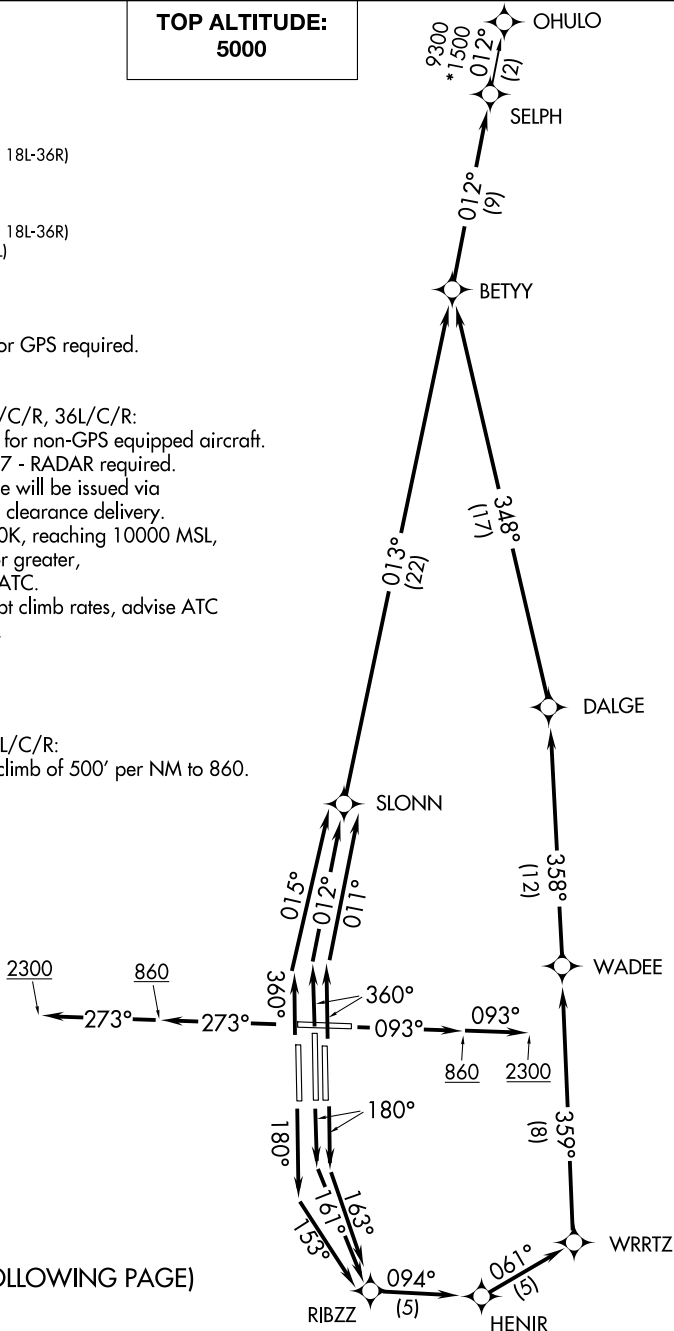 TOP ALTITUDE:
5000
OHULO
9300
*1500
012°
(2)
SELPH
18L-36R)
012°
(9)
18L-36R)
L)
BETYY
or GPS required.
/C/R, 36L/C/R:
for non-GPS equipped aircraft.
7 - RADAR required.
e will be issued via
clearance delivery.
0K, reaching 10000 MSL,
or greater,
ATC.
pt climb rates, advise ATC
348°
(17)
013°
(22)
DALGE
L/C/R:
climb of 500' per NM to 860.
SLONN
015°
012°
011°
358°
(12)
WADEE
2300
860
360°
360°
273°
273°
093°
093°
860
2300
180°
180°
359°
(8)
153°
161°
163°
WRRTZ
OLLOWING PAGE)
094°
(5)
061°
(5)
RIBZZ
HENIR